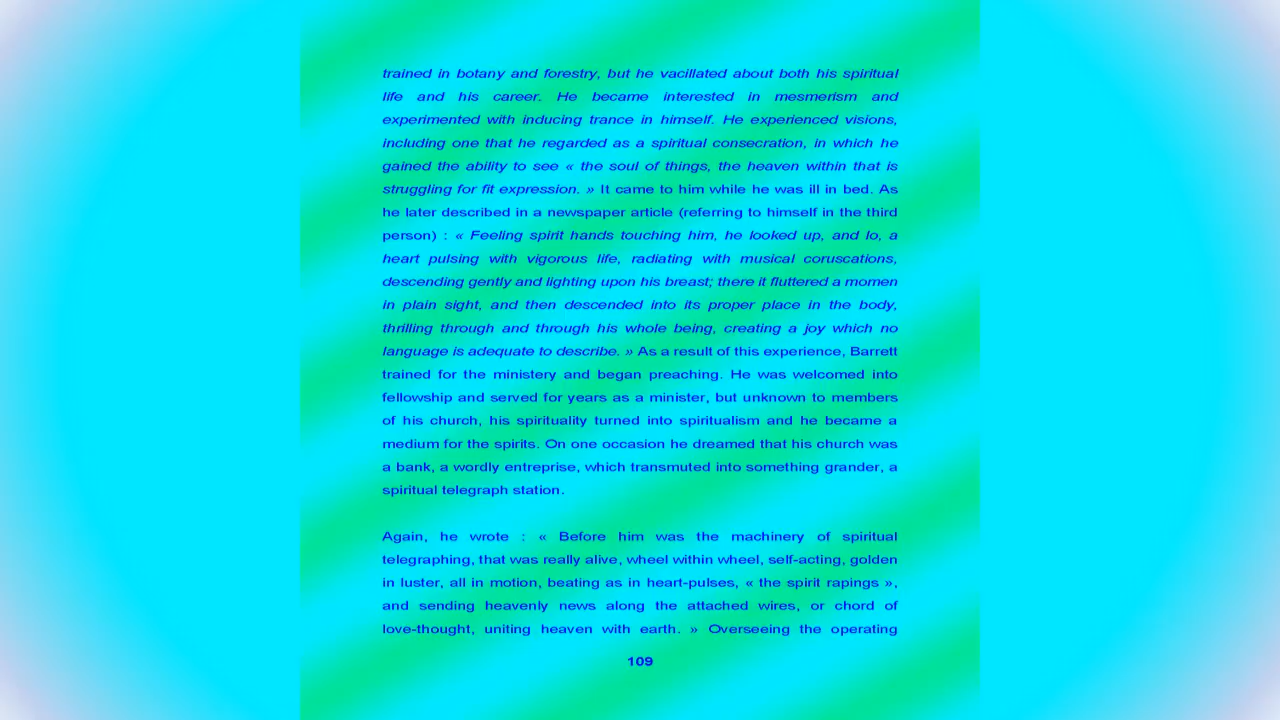 trained in botany and forestry, but he vacillated about both his spiritual
life and his career. He became interested in mesmerism and
experimented with inducing trance in himself. He experienced visions,
including one that he regarded as a spiritual consecration, in which he
gained the ability to see « the soul of things, the heaven within that is
struggling for fit expression. » It came to him while he was ill in bed. As
he later described in a newspaper article (referring to himself in the third
person) : « Feeling spirit hands touching him, he looked up, and lo, a
heart pulsing with vigorous life, radiating with musical coruscations,
descending gently and lighting upon his breast; there it fluttered a momen
in plain sight, and then descended into its proper place in the body,
thrilling through and through his whole being, creating a joy which no
language is adequate to describe. » As a result of this experience, Barrett
trained for the ministery and began preaching. He was welcomed into
fellowship and served for years as a minister, but unknown to members
of his church, his spirituality turned into spiritualism and he became a
medium for the spirits. On one occasion he dreamed that his church was
a bank, a wordly entreprise, which transmuted into something grander, a
spiritual telegraph station.
Again, he wrote : « Before him was the machinery of spiritual
telegraphing, that was really alive, wheel within wheel, self-acting, golden
in luster, all in motion, beating as in heart-pulses, « the spirit rapings »,
and sending heavenly news along the attached wires, or chord of
love-thought, uniting heaven with earth. » Overseeing the operating
109